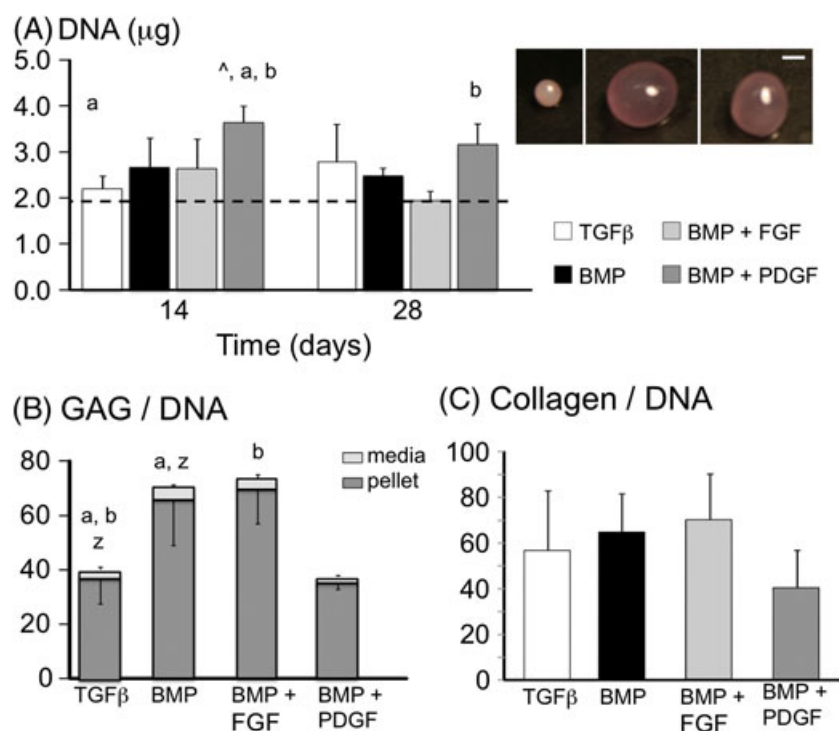 (A) DNA (μg)
5.0
4.0
3.0
2.0
1.0
0.0
a
^, a, b
b
14
28
Time (days)
TGFβ
BMP + FGF
BMP
BMP + PDGF
(B) GAG / DNA
80
60
40
20
0
a, b
z
a, z
b
media
pellet
TGFβ
BMP
BMP +
FGF
BMP +
PDGF
(C) Collagen / DNA
100
80
60
40
20
0
TGFβ
BMP
BMP +
FGF
BMP +
PDGF